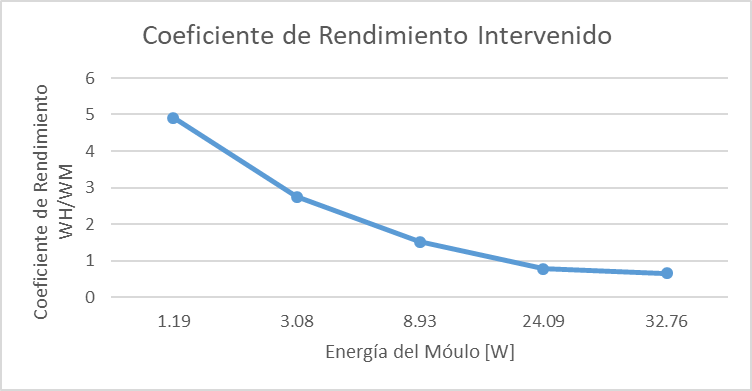 Coeficiente de Rendimiento Intervenido
Coeficiente de Rendimiento
WH/WM
6
5
4
3
2
1
0
1.19 3.08 8.93 24.09 32.76
Energía del Móulo [W]